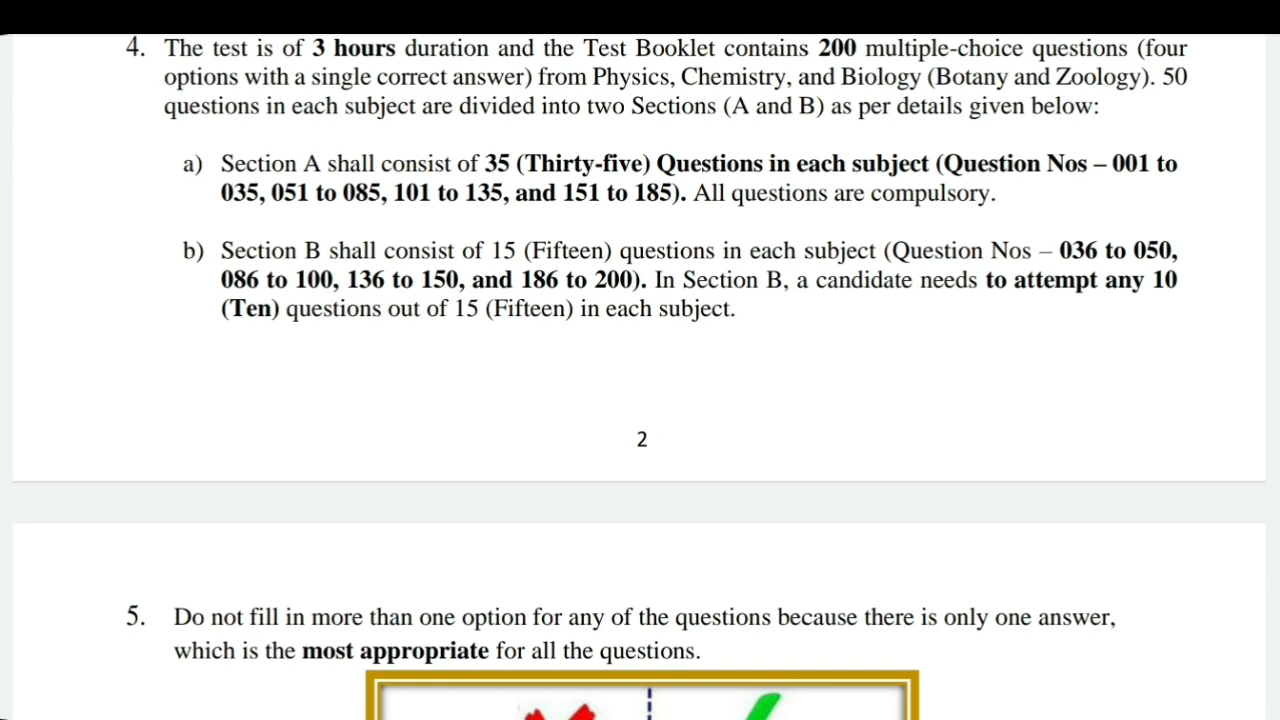 4. The test is of 3 hours duration and the Test Booklet contains 200 multiple-choice questions (four
options with a single correct answer) from Physics, Chemistry, and Biology (Botany and Zoology). 50
questions in each subject are divided into two Sections (A and B) as per details given below:
a) Section A shall consist of 35 (Thirty-five) Questions in each subject (Question Nos – 001 to
035, 051 to 085, 101 to 135, and 151 to 185). All questions are compulsory.
b) Section B shall consist of 15 (Fifteen) questions in each subject (Question Nos – 036 to 050,
086 to 100, 136 to 150, and 186 to 200). In Section B, a candidate needs to attempt any 10
(Ten) questions out of 15 (Fifteen) in each subject.
2
5. Do not fill in more than one option for any of the questions because there is only one answer,
which is the most appropriate for all the questions.